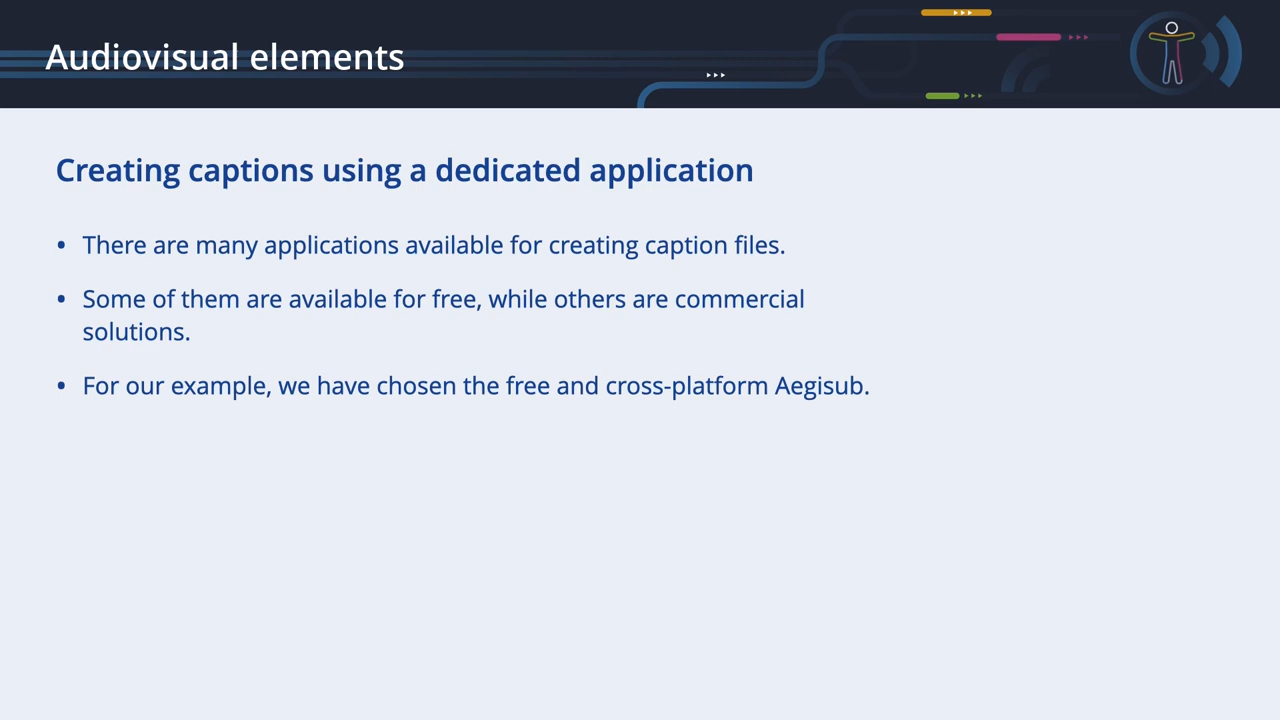 Audiovisual elements
Creating captions using a dedicated application
• There are many applications available for creating caption files.
• Some of them are available for free, while others are commercial
solutions.
• For our example, we have chosen the free and cross-platform Aegisub.